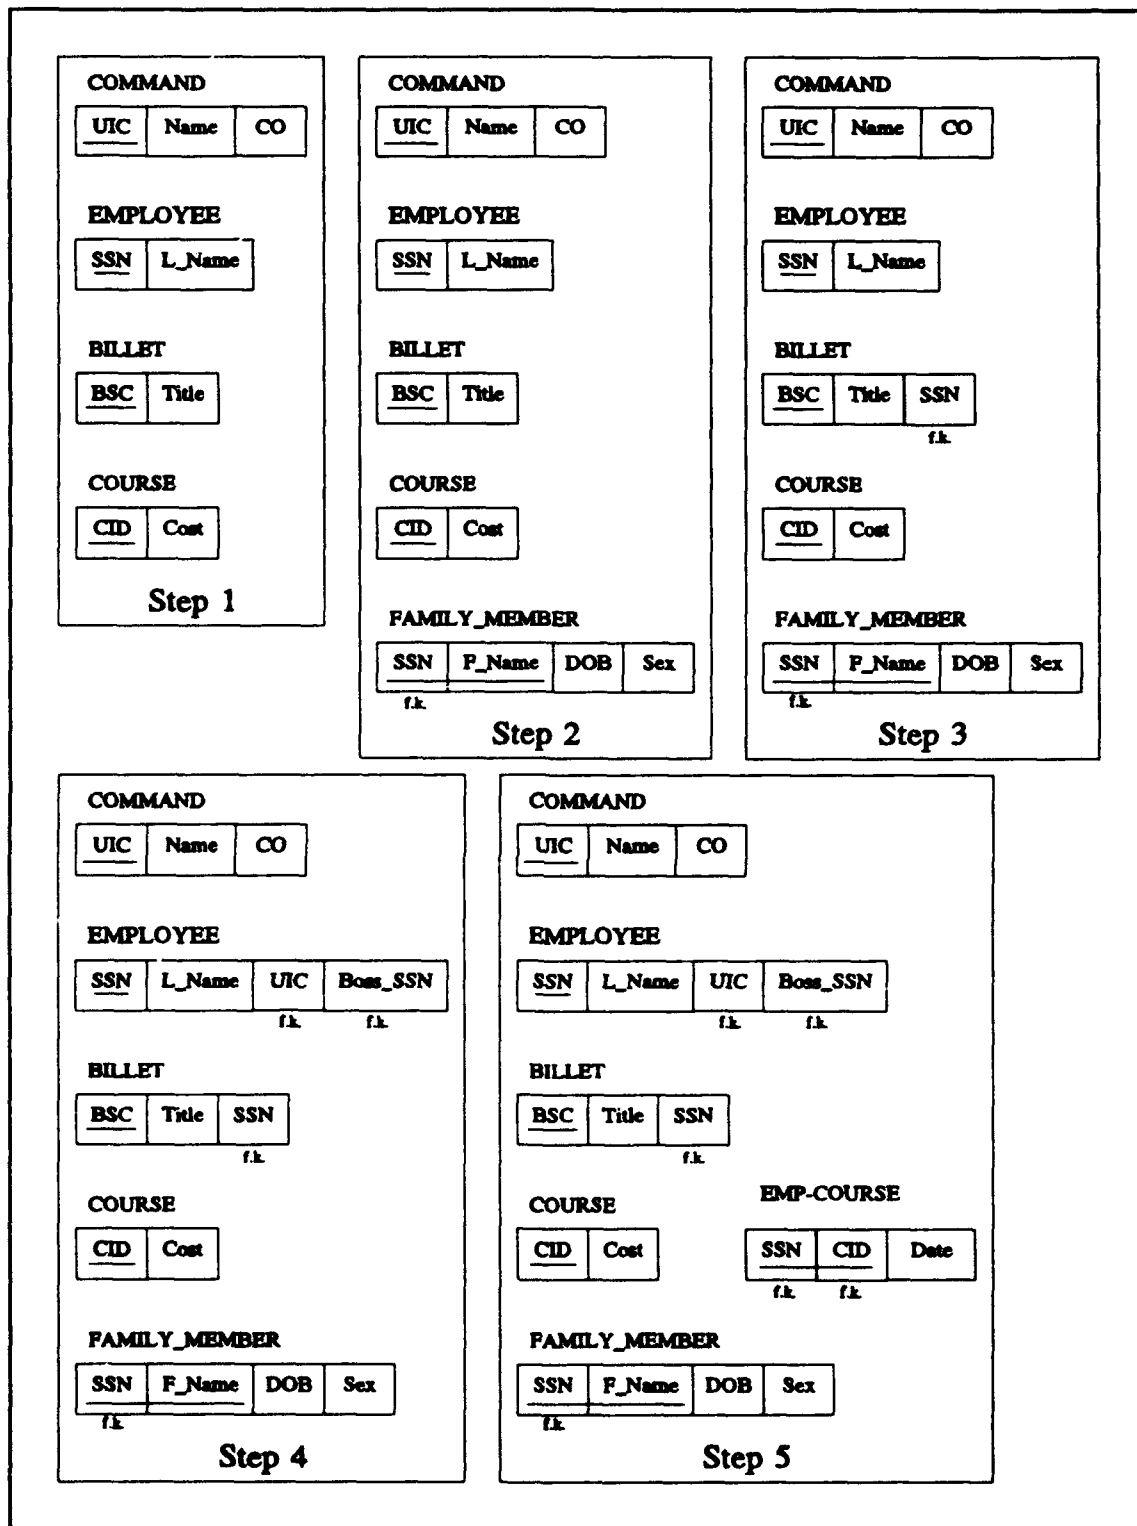 COMMAND
UIC Name CO
EMPLOYEE
SSN L_Name
BILLET
BSC Title
COURSE
CID Cost
Step 1
COMMAND
UIC Name CO
EMPLOYEE
SSN L_Name
BILLET
BSC Title
COURSE
CID Cost
FAMILY_MEMBER
SSN F_Name DOB Sex
f.k.
Step 2
COMMAND
UIC Name CO
EMPLOYEE
SSN L_Name
BILLET
BSC Title SSN
f.k.
COURSE
CID Cost
FAMILY_MEMBER
SSN F_Name DOB Sex
f.k.
Step 3
COMMAND
UIC Name CO
EMPLOYEE
SSN L_Name UIC Boss_SSN
f.k. f.k.
BILLET
BSC Title SSN
f.k.
COURSE
CID Cost
FAMILY_MEMBER
SSN F_Name DOB Sex
f.k.
Step 4
COMMAND
UIC Name CO
EMPLOYEE
SSN L_Name UIC Boss_SSN
f.k. f.k.
BILLET
BSC Title SSN
f.k.
COURSE
CID Cost
EMP-COURSE
SSN CID Date
f.k. f.k.
FAMILY_MEMBER
SSN F_Name DOB Sex
f.k.
Step 5